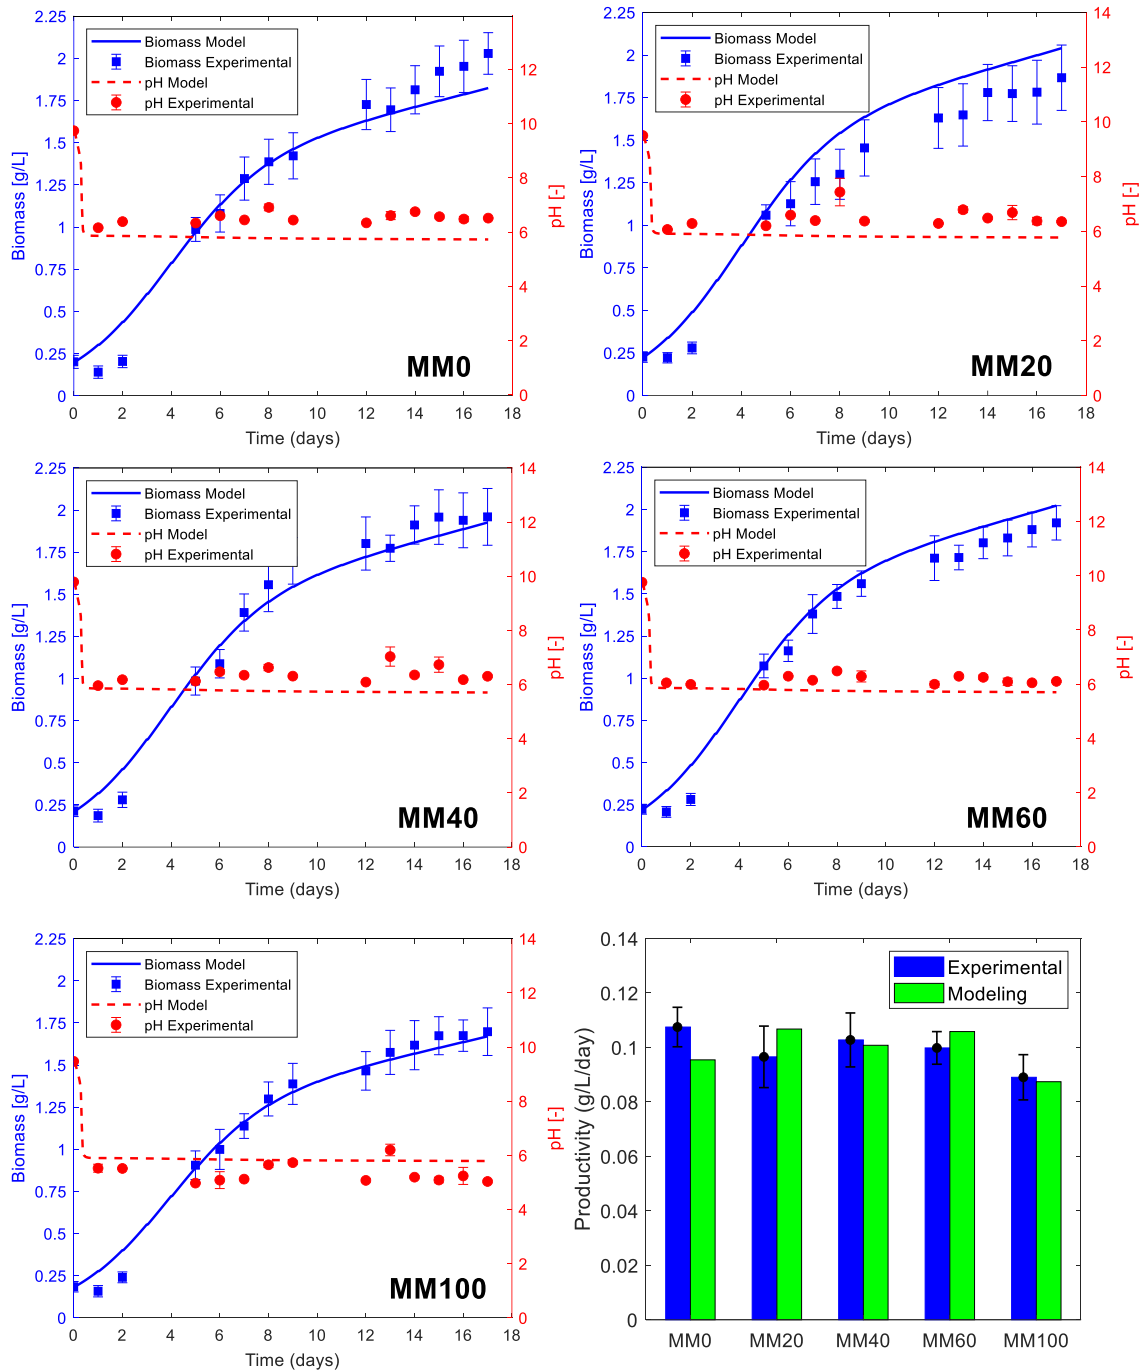 2.25
2
1.75
1.5
1.25
1
0.75
0.5
0.25
0
Biomass [g/L]
Biomass Model
Biomass Experimental
pH Model
pH Experimental
12
10
8
6
4
2
0
pH [-]
MM0
0 2 4 6 8 10 12 14 16 18
Time (days)
2.25
2
1.75
1.5
1.25
1
0.75
0.5
0.25
0
Biomass [g/L]
Biomass Model
Biomass Experimental
pH Model
pH Experimental
14
12
10
8
6
4
2
0
pH [-]
MM20
0 2 4 6 8 10 12 14 16 18
Time (days)
2.25
2
1.75
1.5
1.25
1
0.75
0.5
0.25
0
Biomass [g/L]
Biomass Model
Biomass Experimental
pH Model
pH Experimental
14
12
10
8
6
4
2
0
pH [-]
MM40
0 2 4 6 8 10 12 14 16 18
Time (days)
2.25
2
1.75
1.5
1.25
1
0.75
0.5
0.25
0
Biomass [g/L]
Biomass Model
Biomass Experimental
pH Model
pH Experimental
14
12
10
8
6
4
2
0
pH [-]
MM60
0 2 4 6 8 10 12 14 16 18
Time (days)
2.25
2
1.75
1.5
1.25
1
0.75
0.5
0.25
0
Biomass [g/L]
Biomass Model
Biomass Experimental
pH Model
pH Experimental
14
12
10
8
6
4
2
0
pH [-]
MM100
0 2 4 6 8 10 12 14 16 18
Time (days)
0.14
0.12
0.1
0.08
0.06
0.04
0.02
0
Productivity (g/L/day)
Experimental
Modeling
MM0 MM20 MM40 MM60 MM100